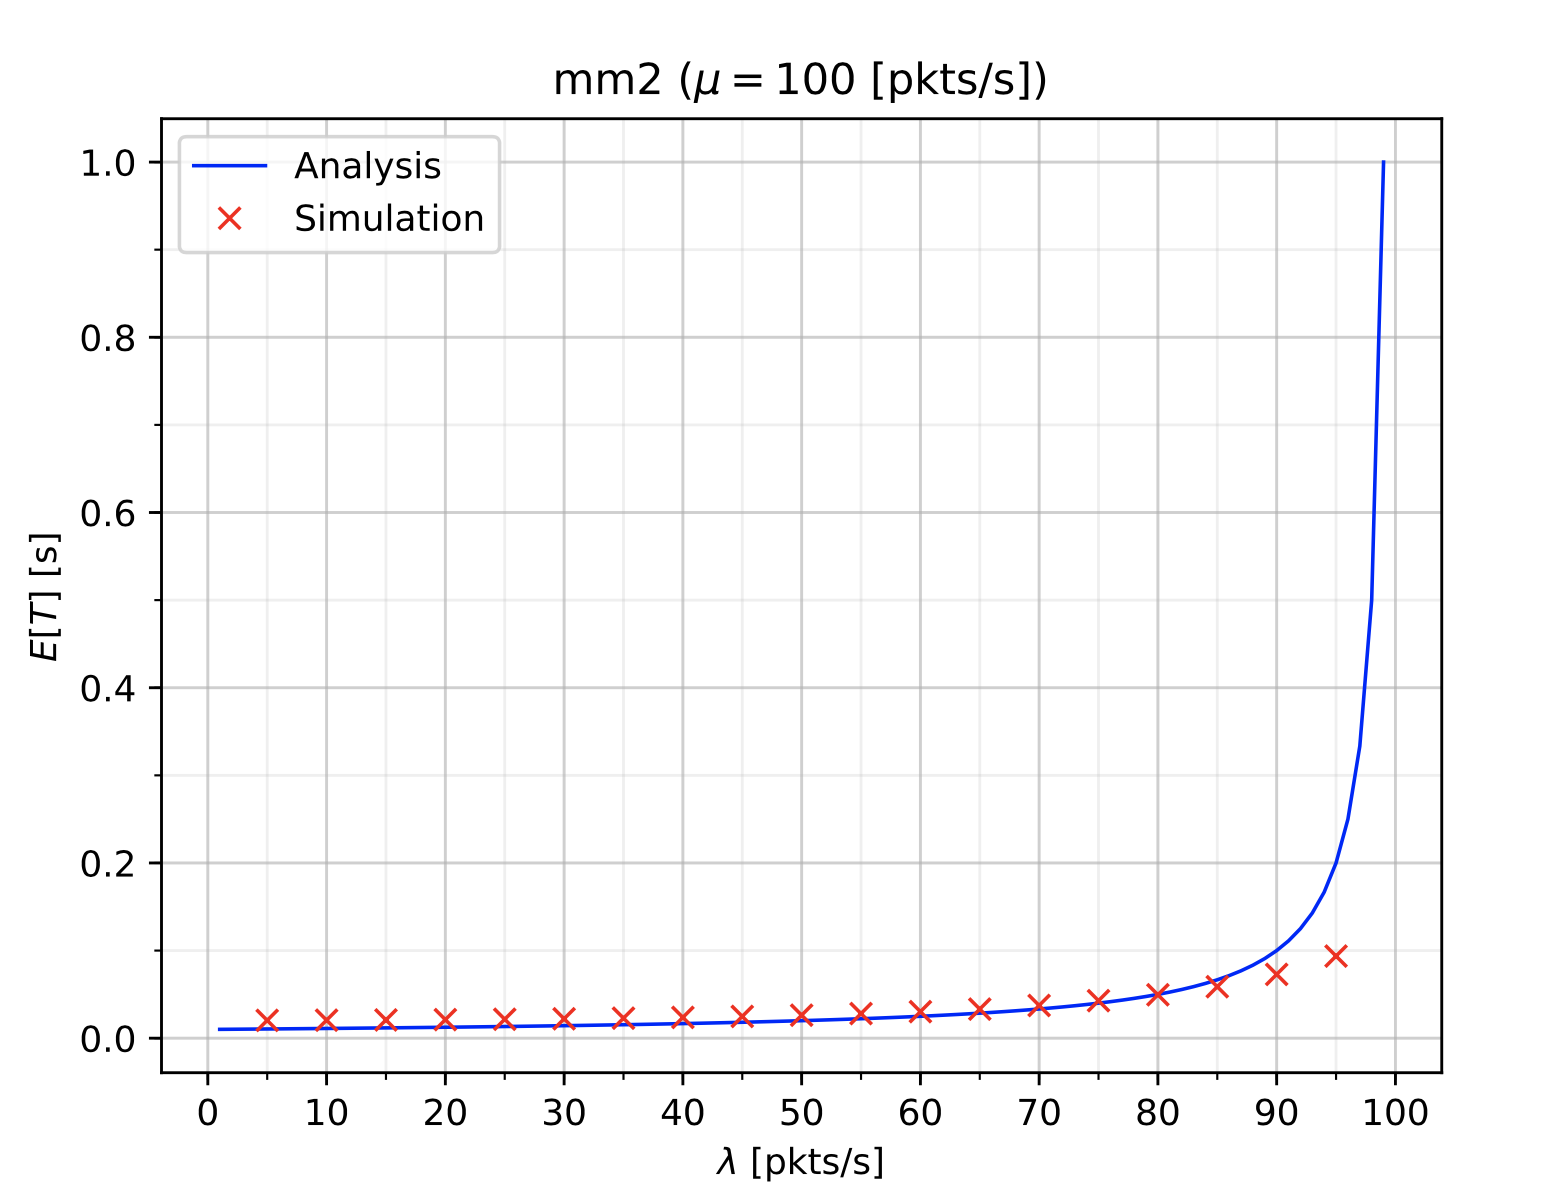 mm2 (μ = 100 [pkts/s])
Analysis
Simulation
1.0
0.8
0.6
0.4
0.2
0.0
E[T] [s]
0 10 20 30 40 50 60 70 80 90 100
λ [pkts/s]